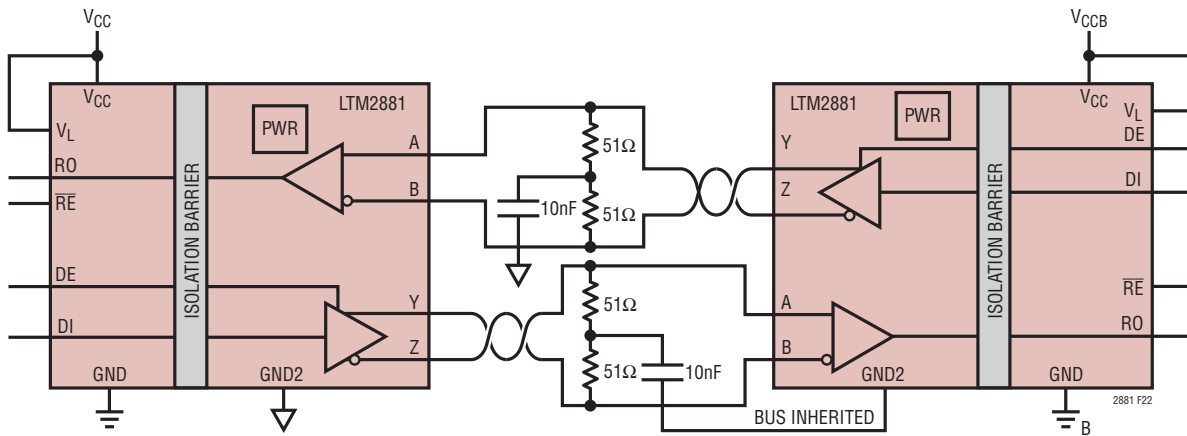 VCC
VCCB
VCC
LTM2881
PWR
VL
RO
RE
ISOLATION BARRIER
DE
DI
GND
GND2
A
B
Y
Z
51Ω
51Ω
10nF
51Ω
51Ω
10nF
BUS INHERITED
LTM2881
PWR
VCC
Y
Z
A
B
GND2
ISOLATION BARRIER
VL
DE
DI
RE
RO
GND
2881 F22
B